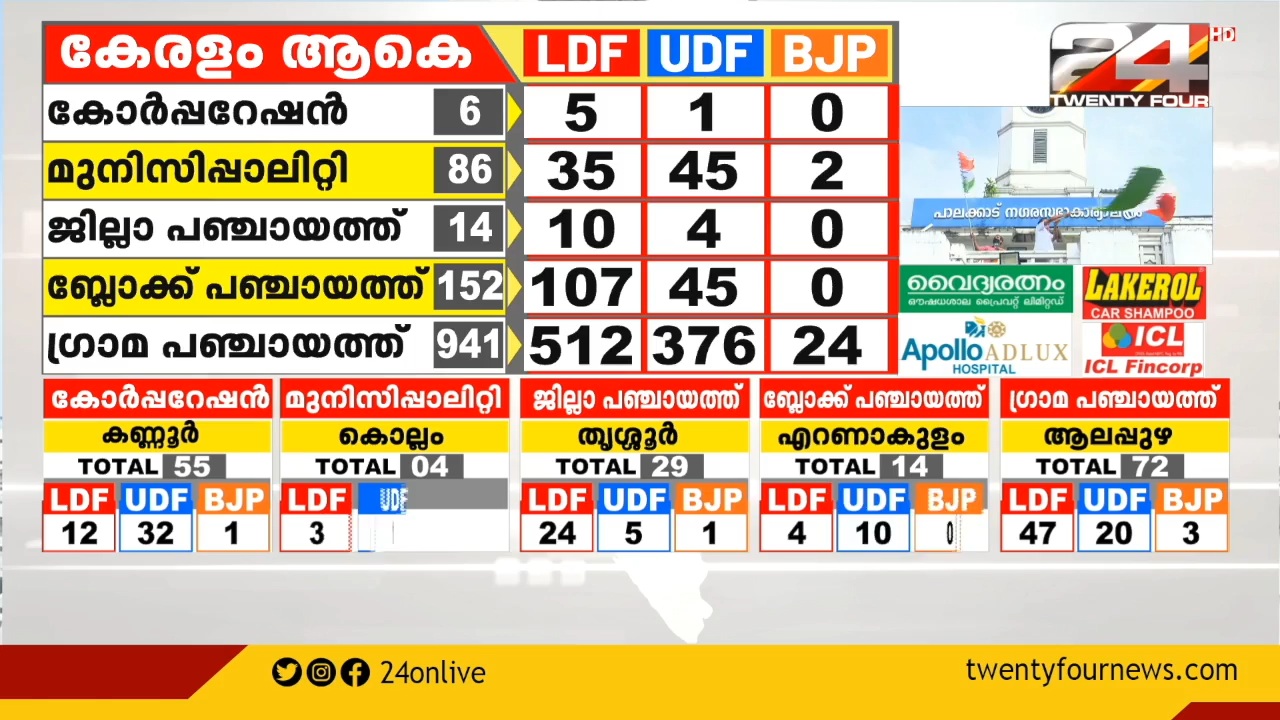 കേരളം ആകെ LDF UDF BJP
കോർപ്പറേഷൻ 6 5 1 0
മുനിസിപ്പാലിറ്റി 86 35 45 2
ജില്ലാ പഞ്ചായത്ത് 14 10 4 0
ബ്ലോക്ക് പഞ്ചായത്ത് 152 107 45 0
ഗ്രാമ പഞ്ചായത്ത് 941 512 376 24
24 HD
TWENTY FOUR
പാലക്കാട് നഗരസഭാകാര്യാലയം
വൈദ്യരത്നം
ഔഷധശാല പ്രൈവറ്റ് ലിമിറ്റഡ്
LAKEROL
CAR SHAMPOO
Apollo ADLUX
HOSPITAL
ICL
ICL Fincorp
കോർപ്പറേഷൻ മുനിസിപ്പാലിറ്റി ജില്ലാ പഞ്ചായത്ത് ബ്ലോക്ക് പഞ്ചായത്ത് ഗ്രാമ പഞ്ചായത്ത്
കണ്ണൂർ കൊല്ലം തൃശ്ശൂർ എറണാകുളം ആലപ്പുഴ
TOTAL 55 TOTAL 04 TOTAL 29 TOTAL 14 TOTAL 72
LDF UDF BJP LDF UDF LDF UDF BJP LDF UDF BJP LDF UDF BJP
12 32 1 3 24 5 1 4 10 0 47 20 3
24onlive
twentyfournews.com